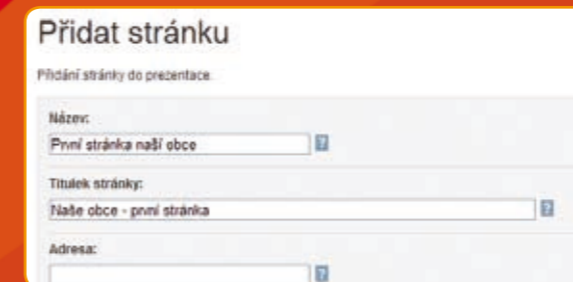 Přidat stránku
Přidání stránky do prezentace.
Název:
První stránka naší obce
?
Titulek stránky:
Naše obce - první stránka
?
Adresa:
?